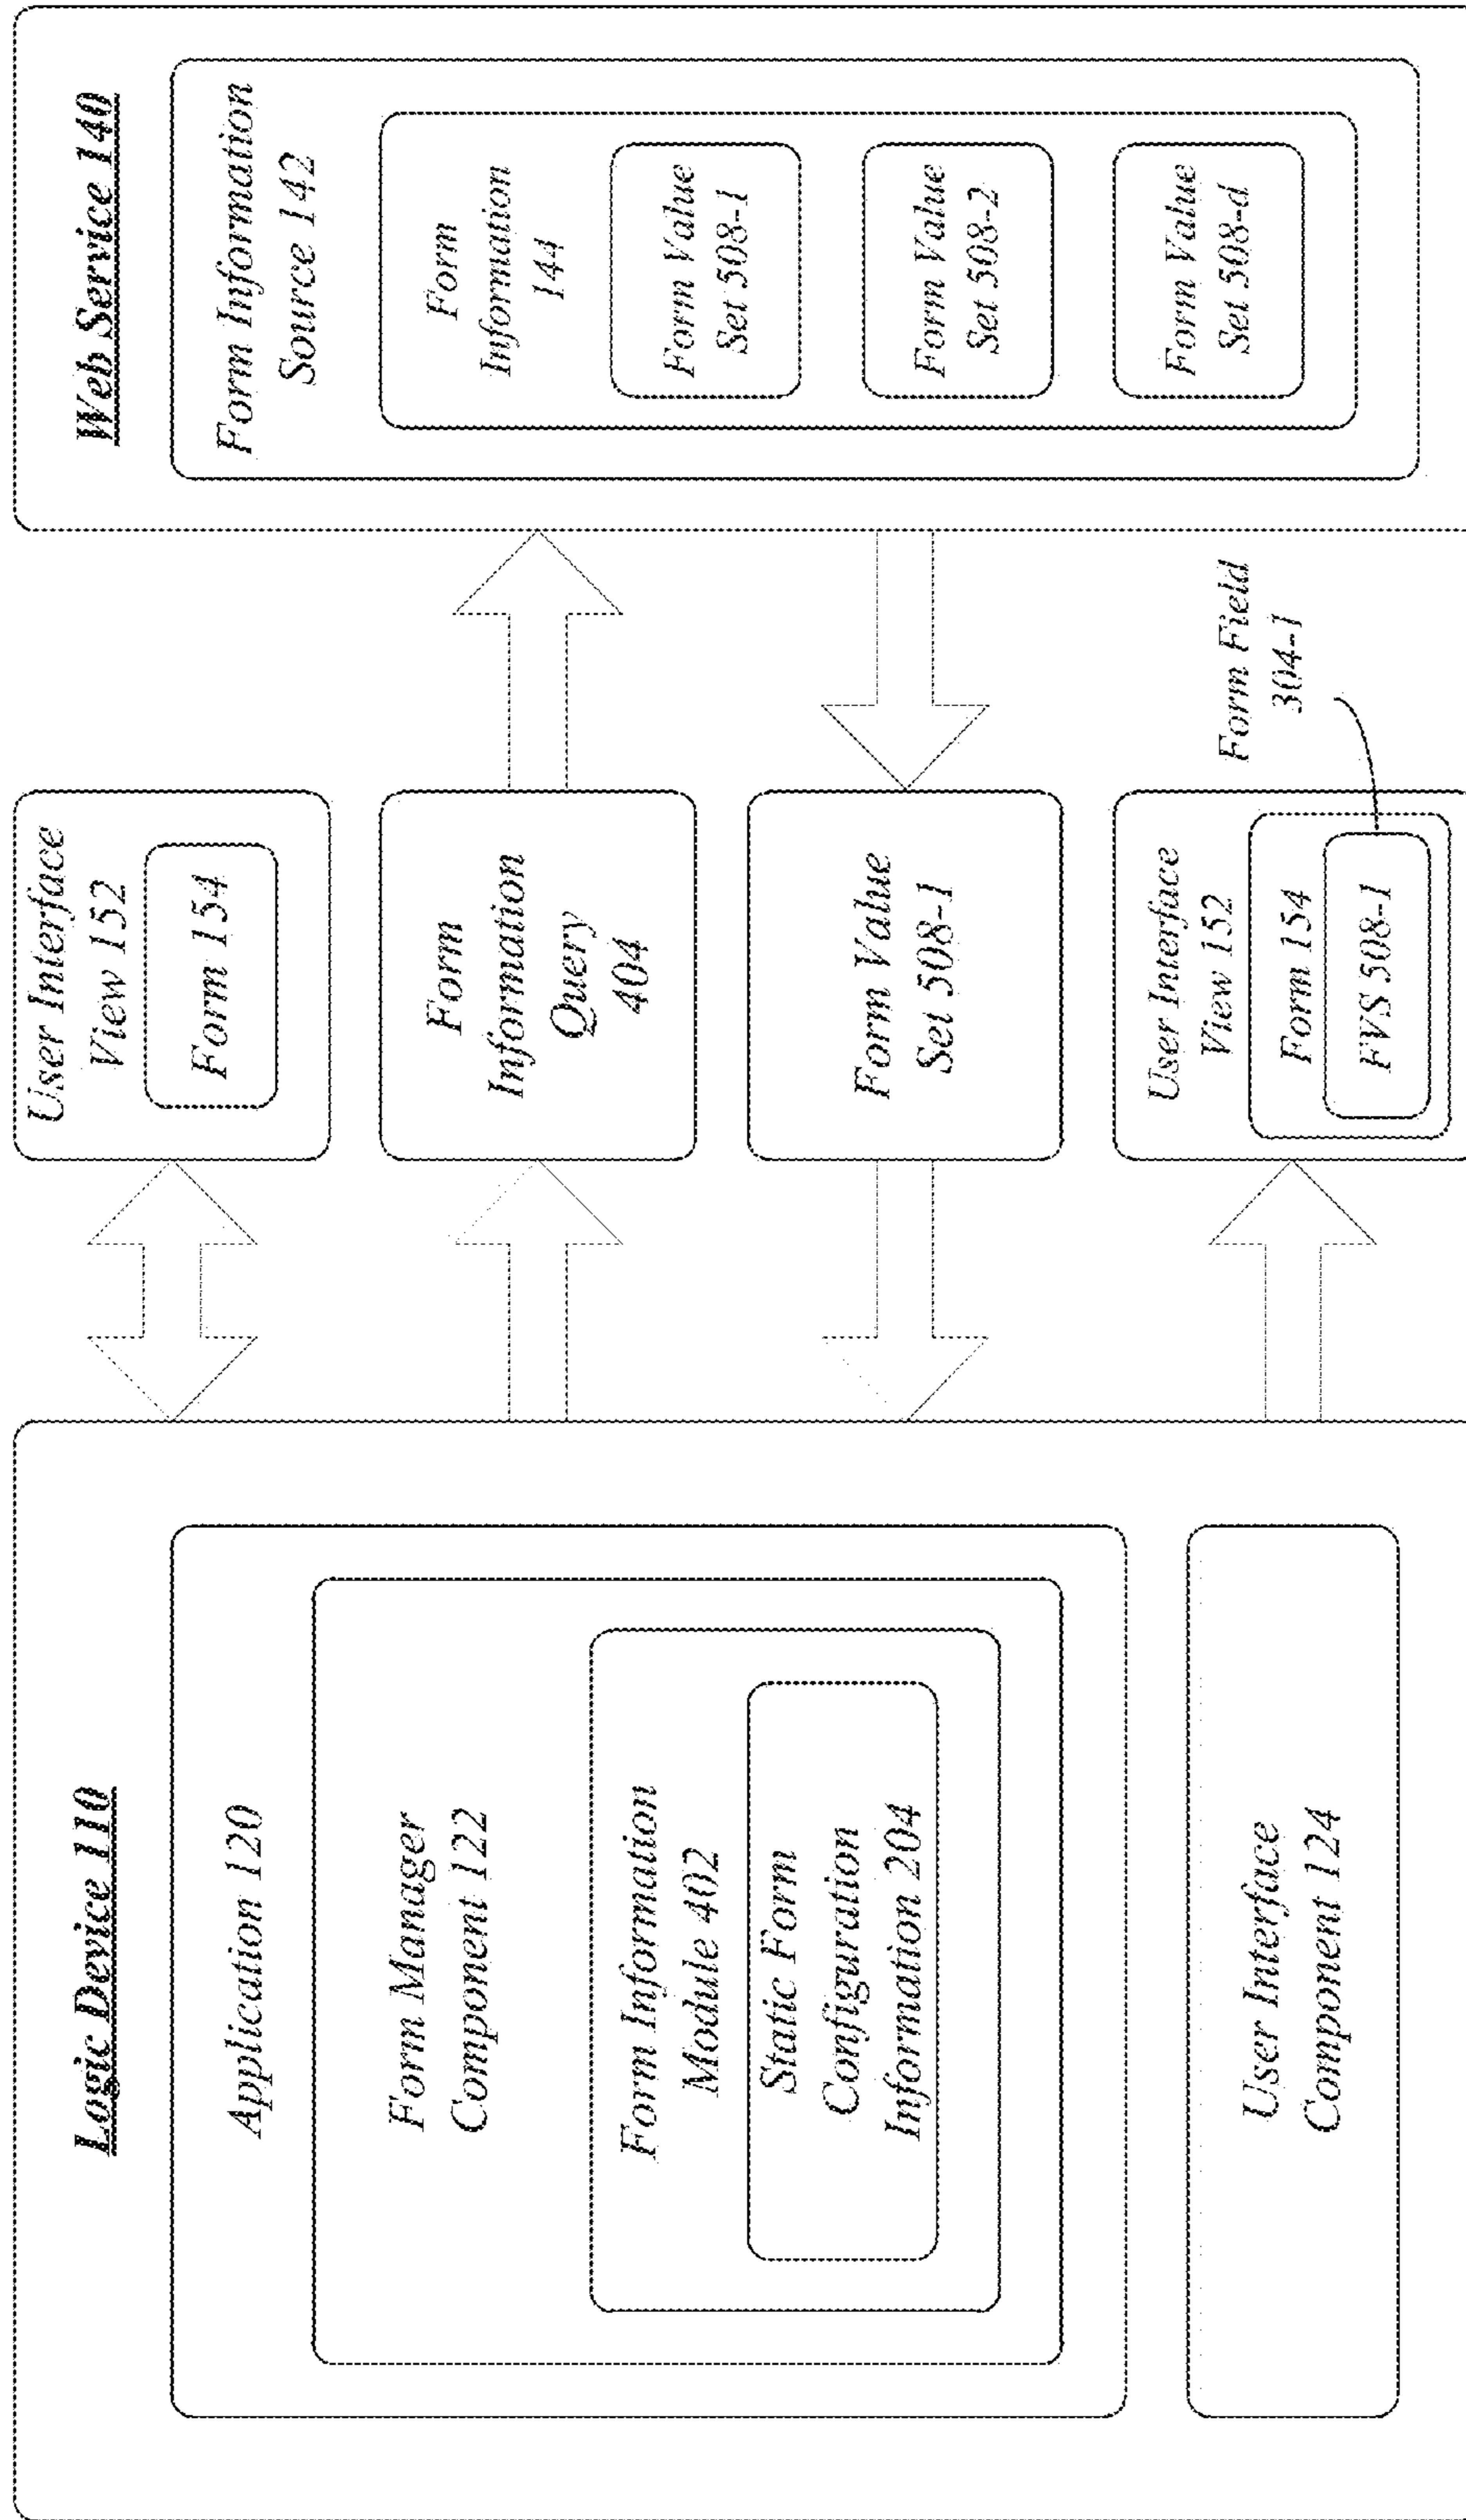 Logic Device 110
Application 120
Form Manager
Component 122
Form Information
Module 402
Static Form
Configuration
Information 204
User Interface
Component 124
User Interface
View 152
Form 154
Form
Information
Query
404
Form Value
Set 508-1
User Interface
View 152
Form 154
FVS 508-1
Form Field
304-1
Web Service 140
Form Information
Source 142
Form
Information
144
Form Value
Set 508-1
Form Value
Set 508-2
Form Value
Set 508-d